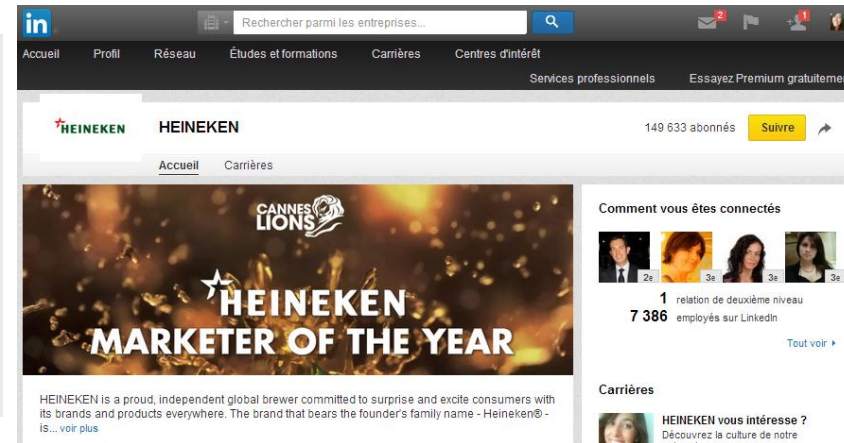 in
Rechercher parmi les entreprises...
2
1
Accueil Profil Réseau Études et formations Carrières Centres d'intérêt
Services professionnels Essayez Premium gratuiteme
HEINEKEN
HEINEKEN
149 633 abonnés
Suivre
Accueil Carrières
CANNES
LIONS
HEINEKEN
MARKETER OF THE YEAR
HEINEKEN is a proud, independent global brewer committed to surprise and excite consumers with
its brands and products everywhere. The brand that bears the founder's family name - Heineken® -
is... voir plus
Comment vous êtes connectés
2e 3e 3e 3e
1 relation de deuxième niveau
7 386 employés sur LinkedIn
Tout voir
Carrières
HEINEKEN vous intéresse ?
Découvrez la culture de notre